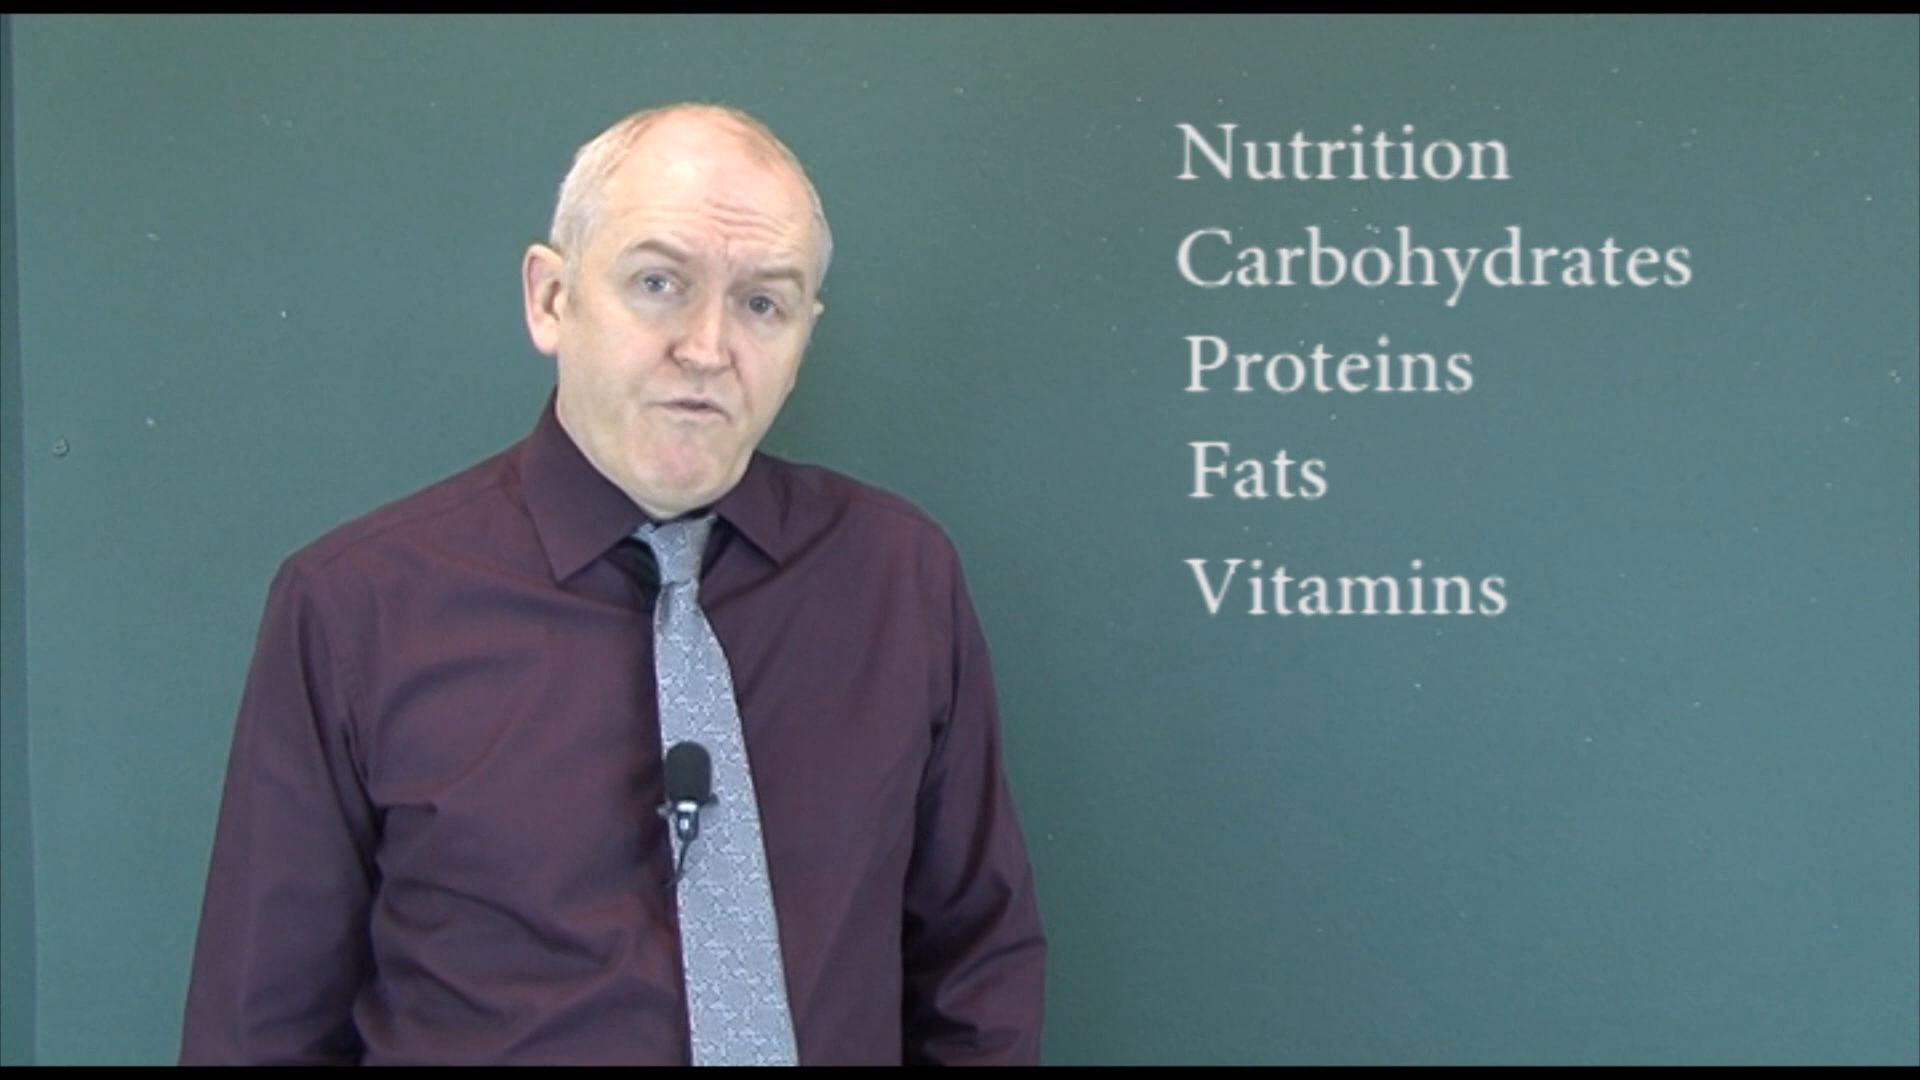 Nutrition
Carbohydrates
Proteins
Fats
Vitamins